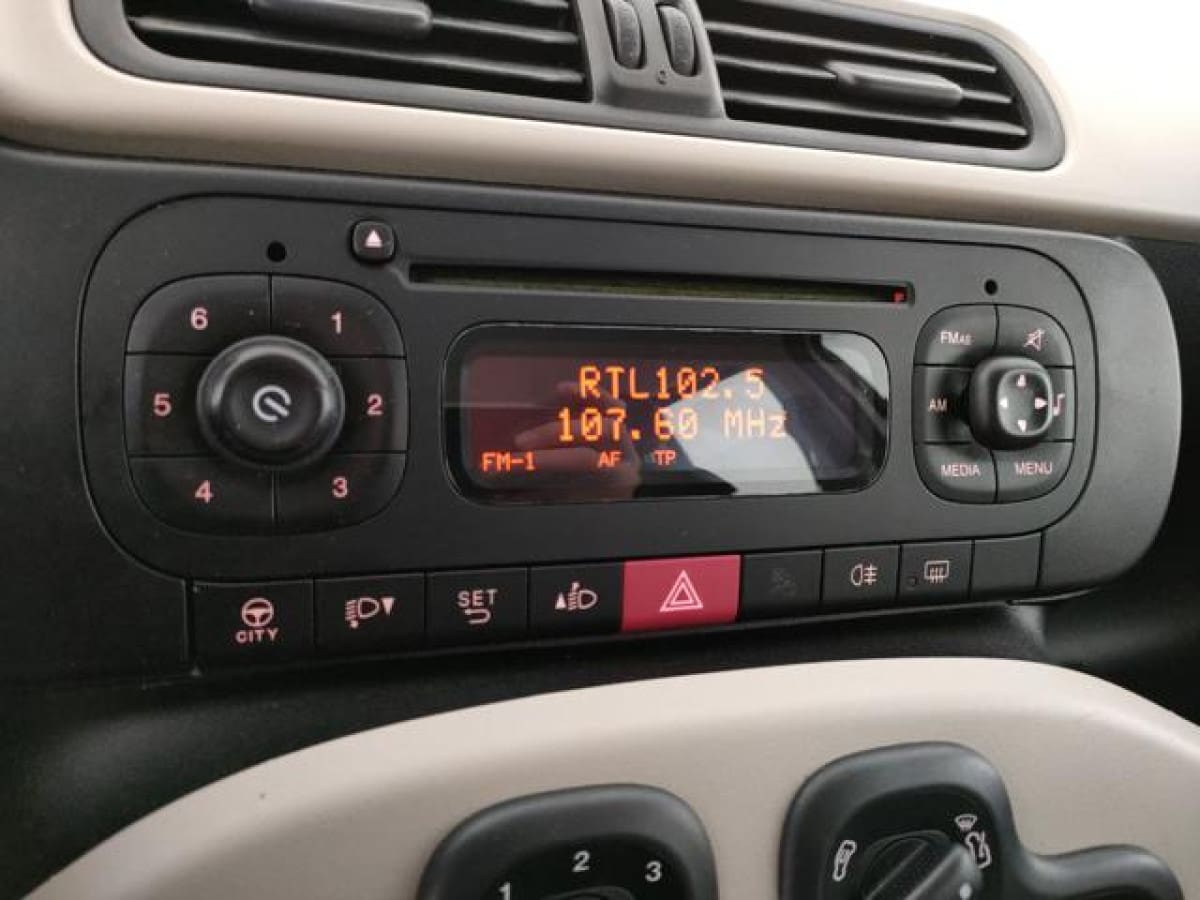 6 1
5 2
4 3
RTL102.5
107.60 MHz
FM-1 AF TP
FMAS
AM
MEDIA MENU
CITY
SET
1 2 3